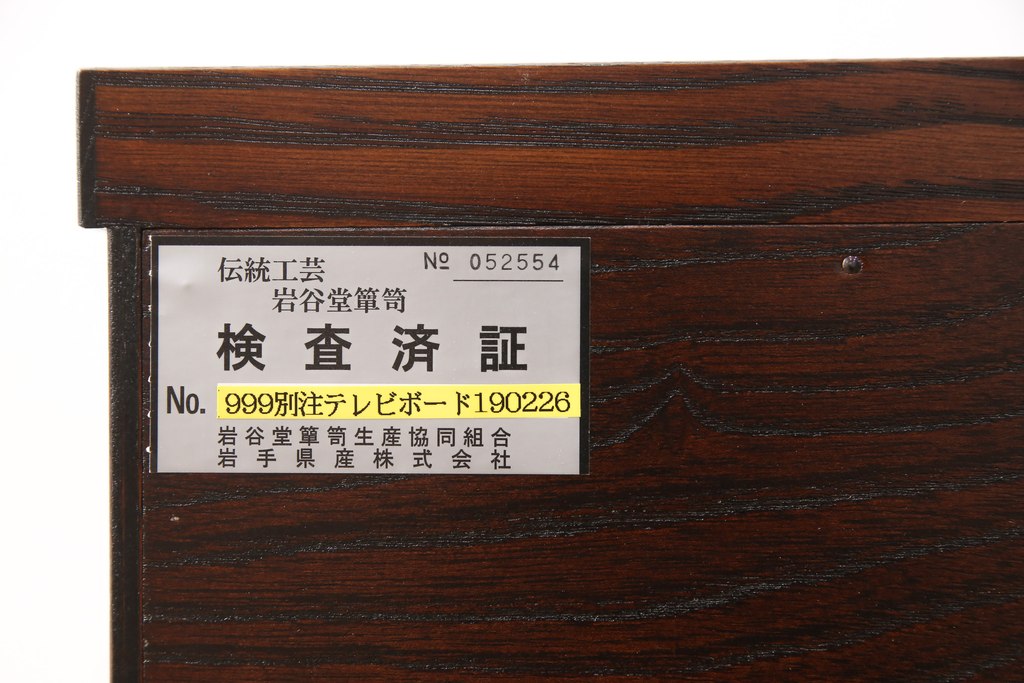 伝統工芸 № 052554
岩谷堂簞笥
検査済証
No. 999別注テレビボード190226
岩谷堂簞笥生産協同組合
岩手県産株式会社